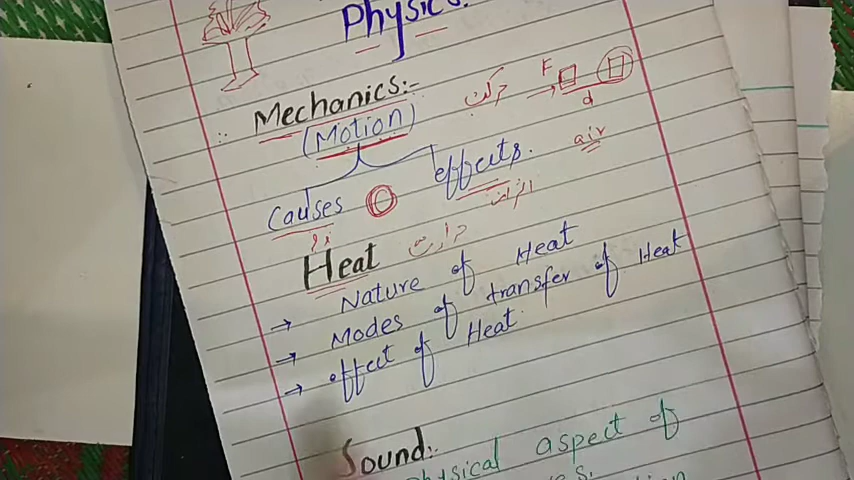 Physics.
Mechanics:- حرکت F d
(Motion)
Causes effects. air
اثرات
Heat حرارت
→ Nature of Heat
→ Modes of transfer of Heat
→ effect of Heat
Sound:
physical aspect of